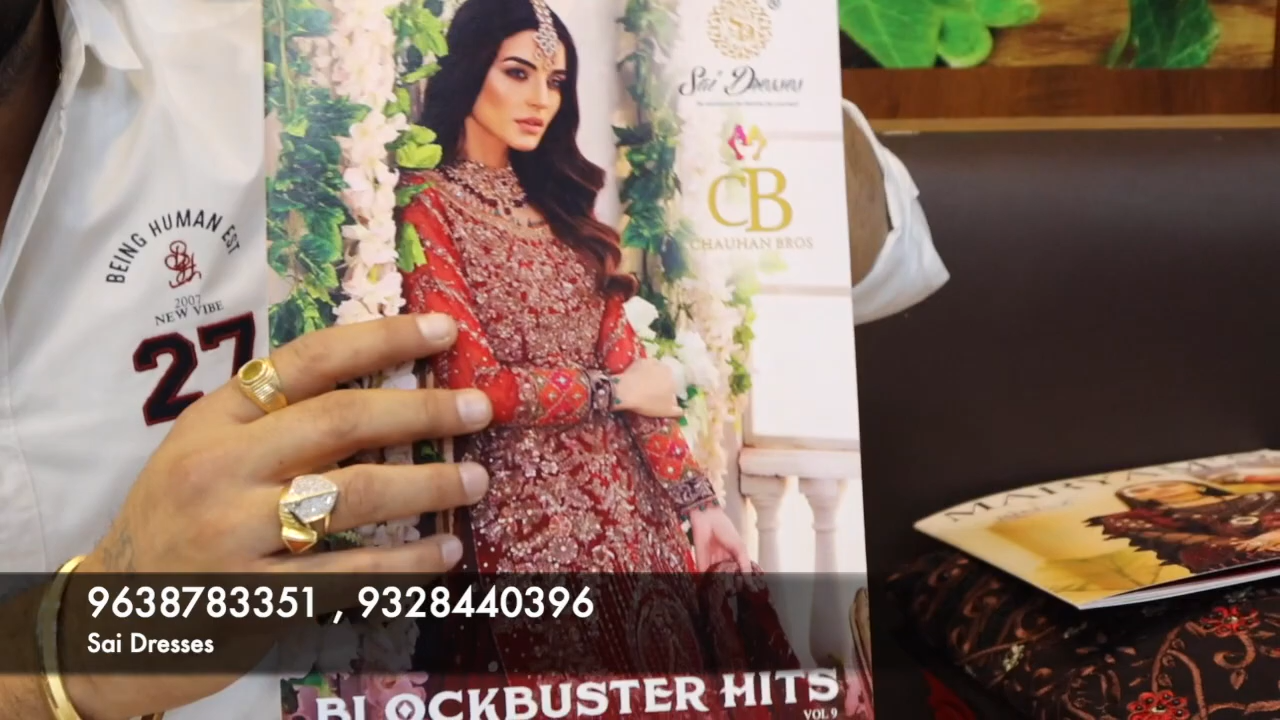 Sai Dresses
CB
CHAUHAN BROS
BEING HUMAN EST
2007
NEW VIBE
27
9638783351 , 9328440396
Sai Dresses
BLOCKBUSTER HITS
VOL 9